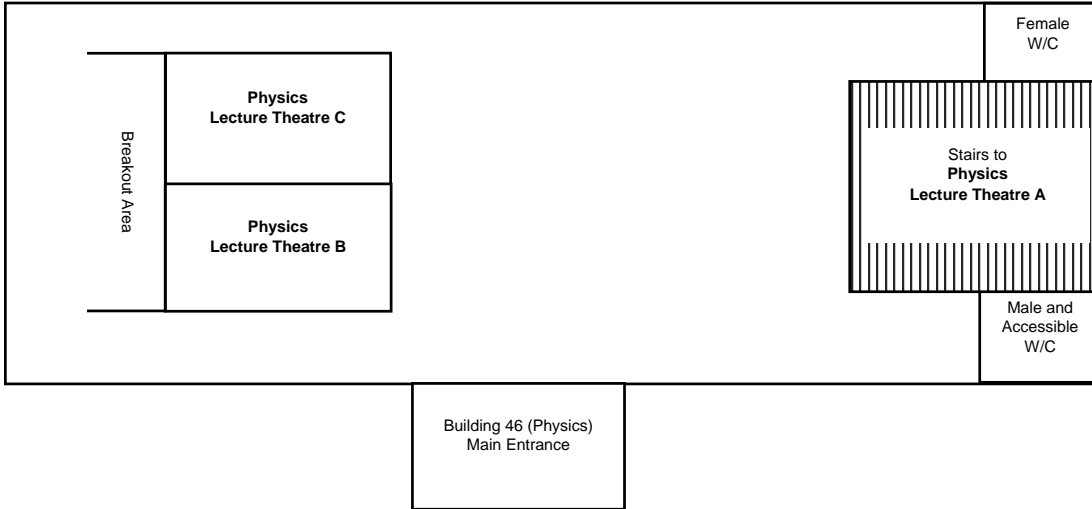 Female
W/C
Physics
Lecture Theatre C
Breakout Area
Stairs to
Physics
Lecture Theatre A
Physics
Lecture Theatre B
Male and
Accessible
W/C
Building 46 (Physics)
Main Entrance